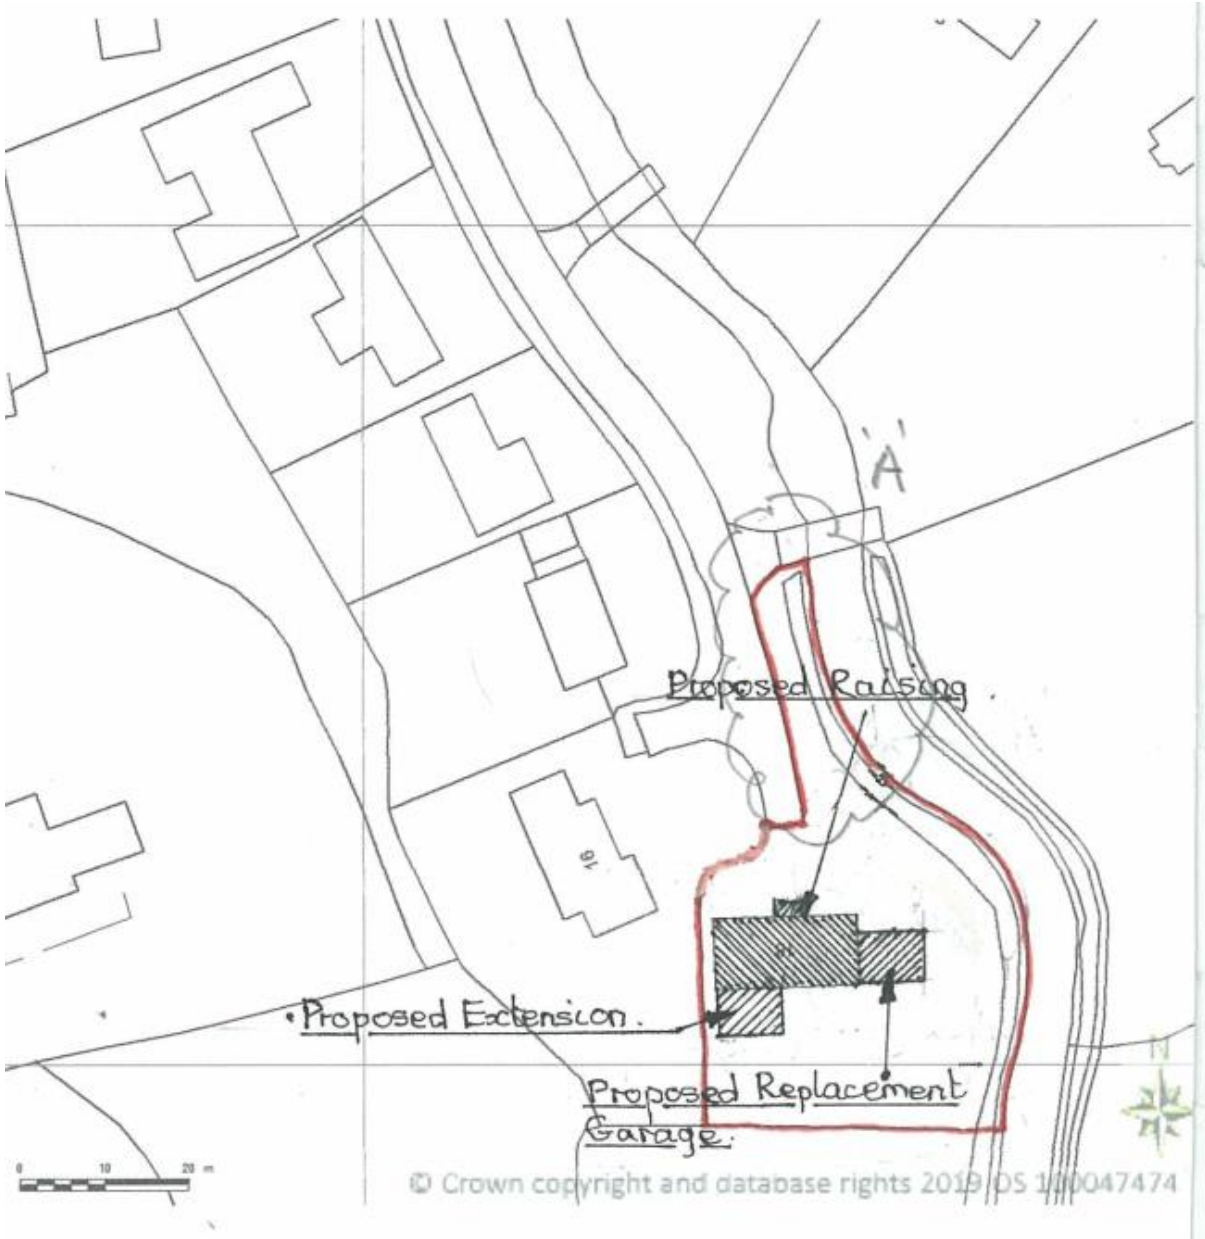 "A"
Proposed Raising
16
Proposed Extension.
Proposed Replacement
Garage.
N
0 10 20 m
© Crown copyright and database rights 2019 OS 100047474